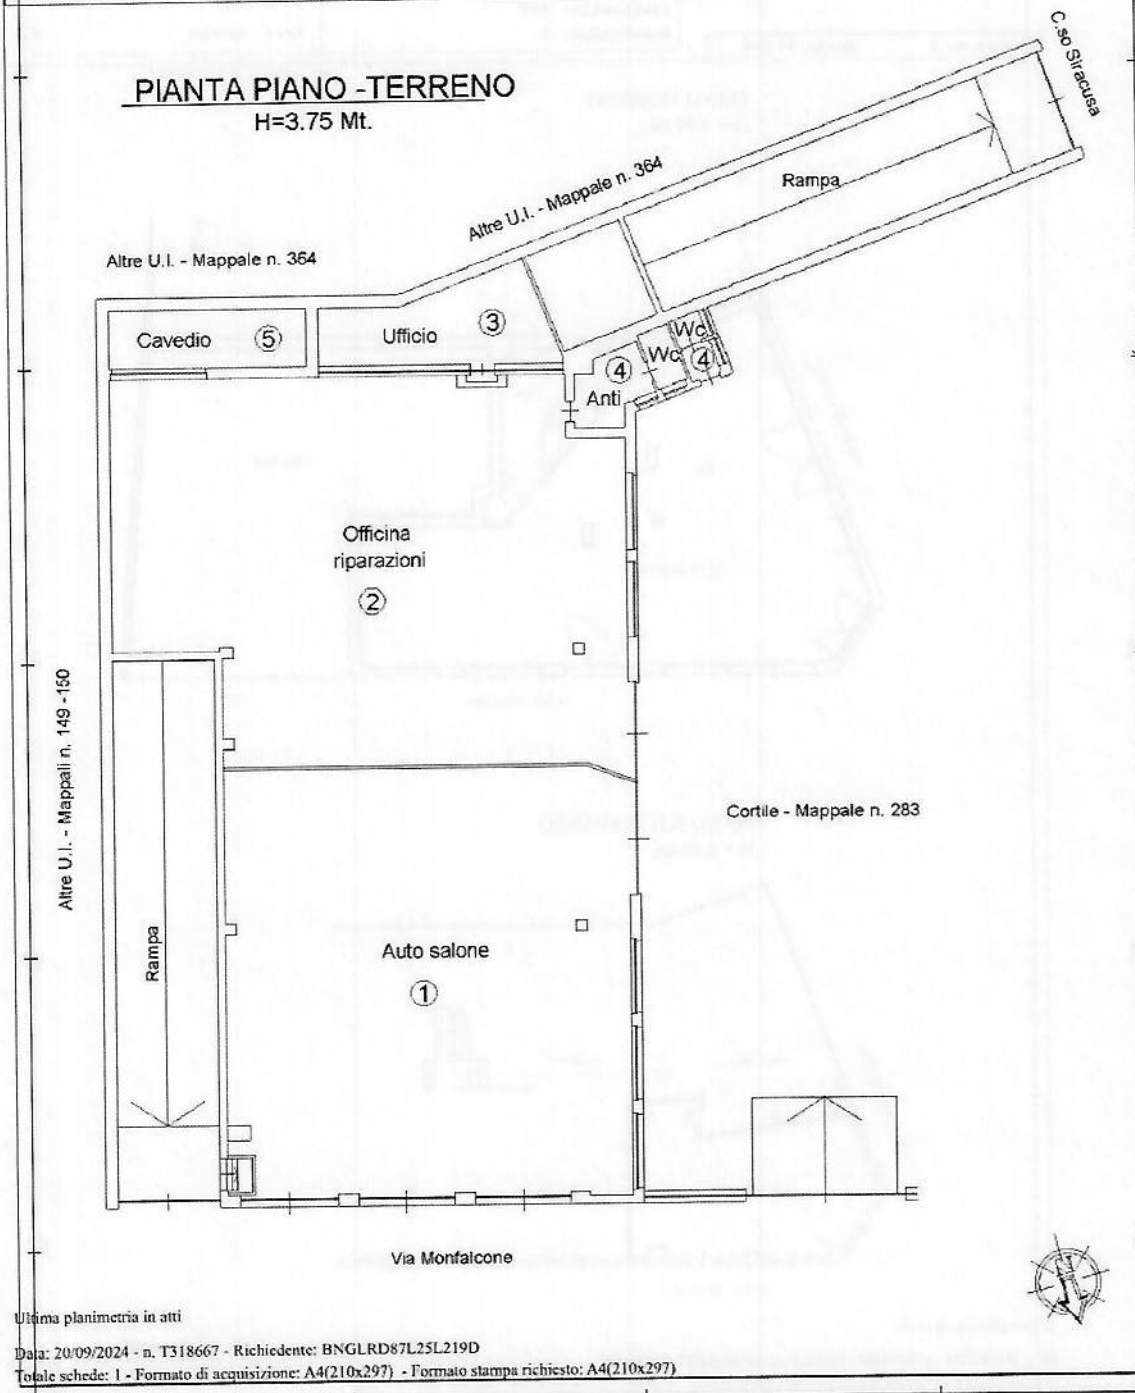 PIANTA PIANO -TERRENO
H=3.75 Mt.
C.so Siracusa
Rampa
Altre U.I. - Mappale n. 364
Altre U.I. - Mappale n. 364
Cavedio 5
Ufficio 3
Wc
Wc 4
4
Anti
Officina
riparazioni
2
Altre U.I. - Mappali n. 149 -150
Rampa
Cortile - Mappale n. 283
Auto salone
1
Via Monfalcone
Ultima planimetria in atti
Data: 20/09/2024 - n. T318667 - Richiedente: BNGLRD87L25L219D
Totale schede: 1 - Formato di acquisizione: A4(210x297) - Formato stampa richiesto: A4(210x297)